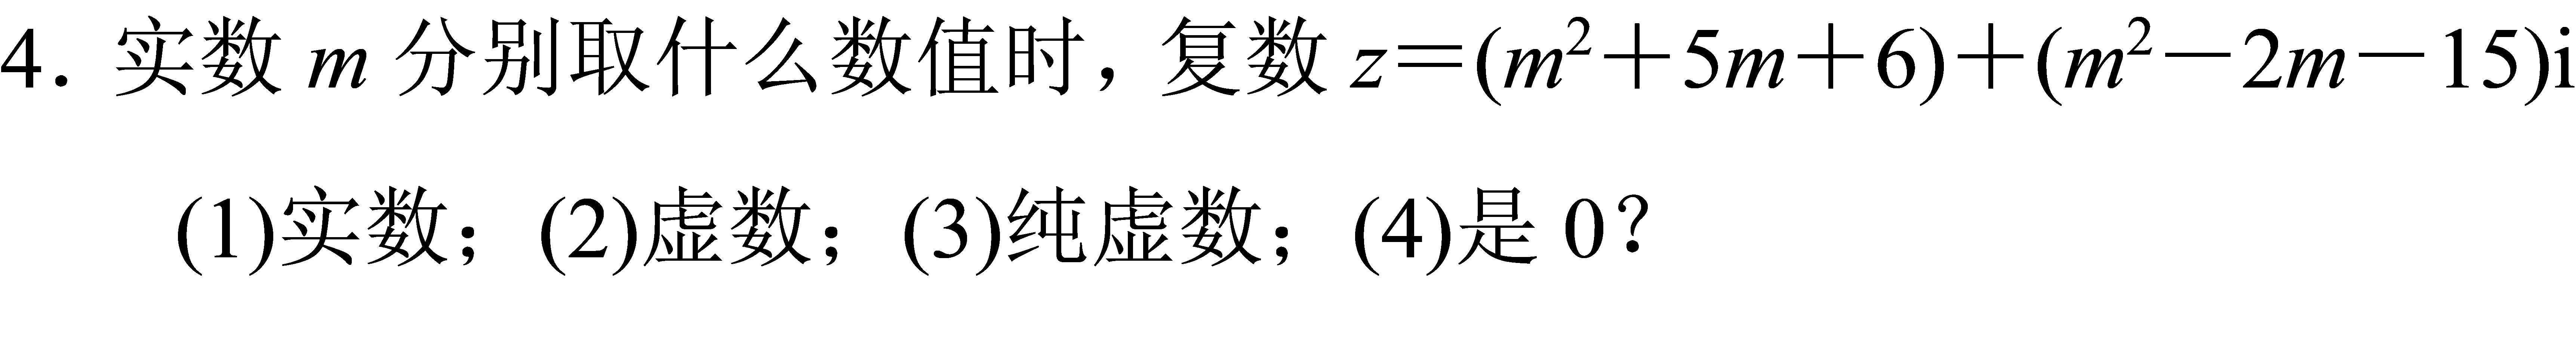 4. 实数 m 分别取什么数值时，复数 z＝(m²＋5m＋6)＋(m²－2m－15)i
(1)实数；(2)虚数；(3)纯虚数；(4)是 0？